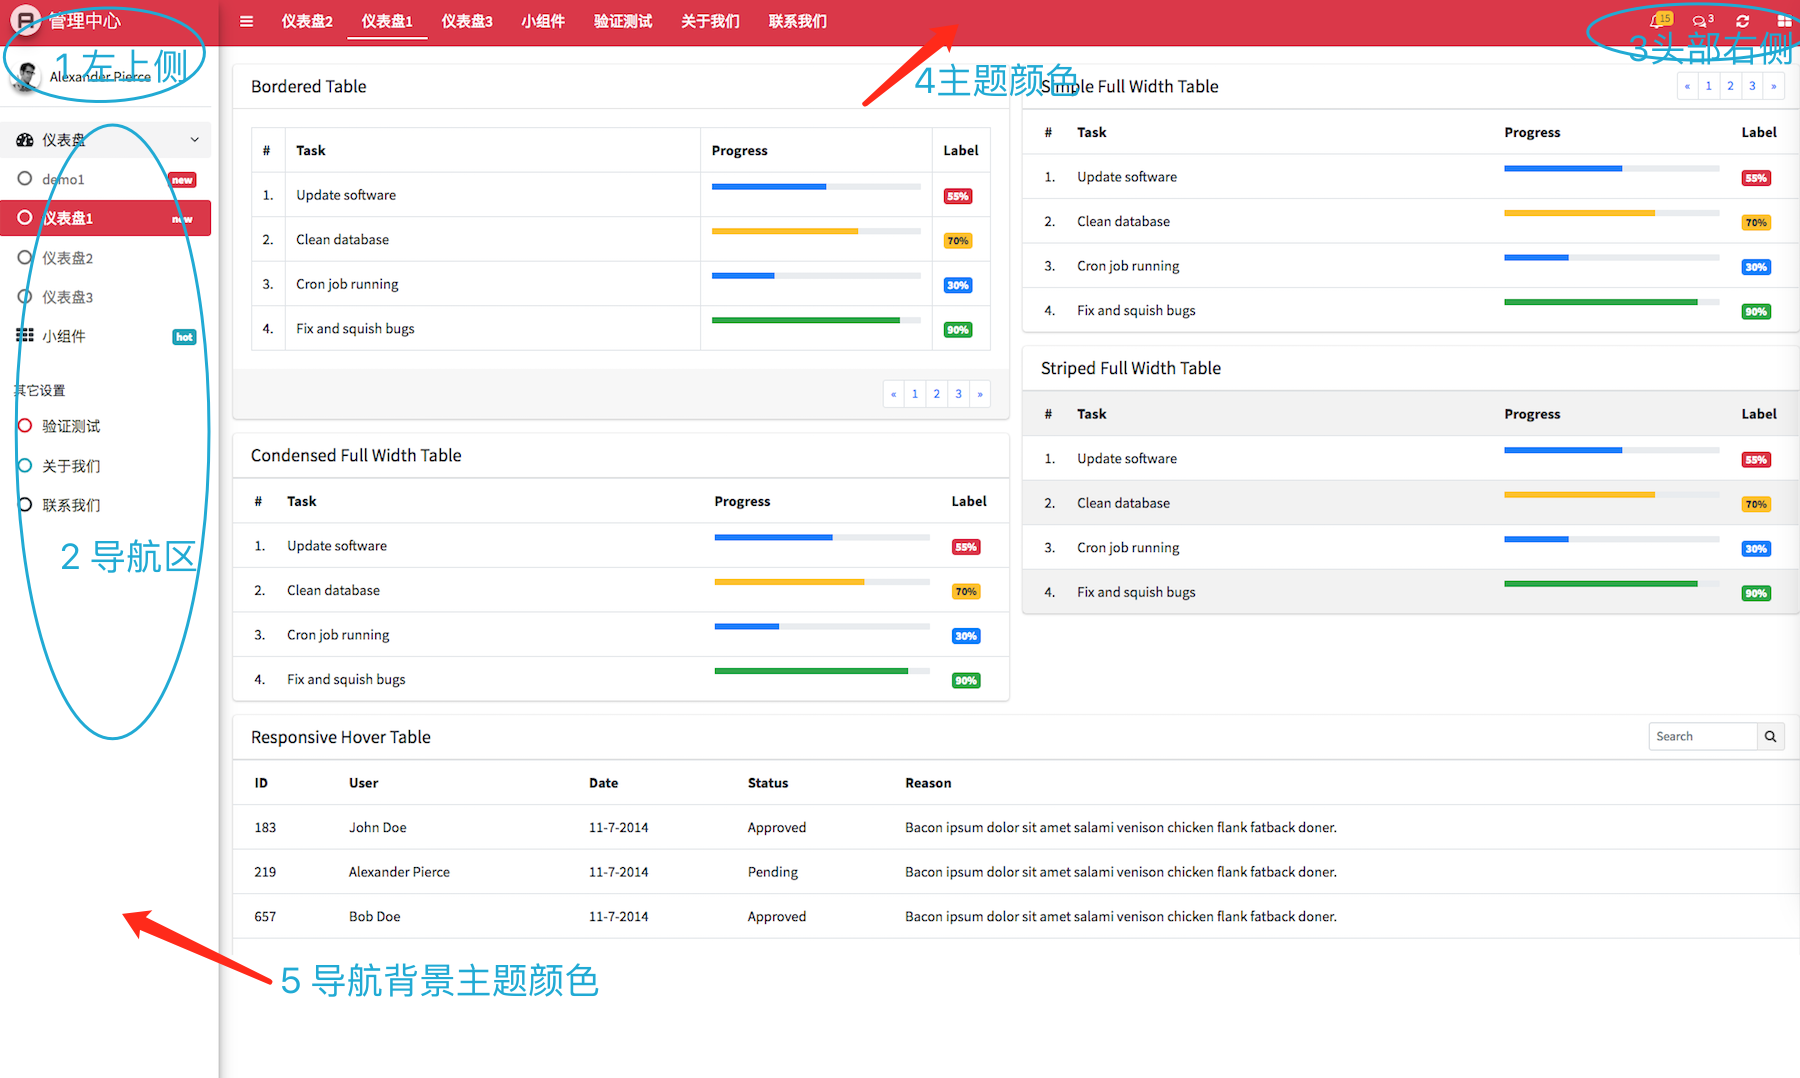 管理中心
仪表盘2 仪表盘1 仪表盘3 小组件 验证测试 关于我们 联系我们
15 3
1左上侧
Alexander Pierce
3头部右侧
4主题颜色
仪表盘
demo1 new
仪表盘1 new
仪表盘2
仪表盘3
小组件 hot
其它设置
验证测试
关于我们
联系我们
2 导航区
5 导航背景主题颜色
Bordered Table
# Task Progress Label
1. Update software 55%
2. Clean database 70%
3. Cron job running 30%
4. Fix and squish bugs 90%
« 1 2 3 »
Simple Full Width Table
« 1 2 3 »
# Task Progress Label
1. Update software 55%
2. Clean database 70%
3. Cron job running 30%
4. Fix and squish bugs 90%
Condensed Full Width Table
# Task Progress Label
1. Update software 55%
2. Clean database 70%
3. Cron job running 30%
4. Fix and squish bugs 90%
Striped Full Width Table
# Task Progress Label
1. Update software 55%
2. Clean database 70%
3. Cron job running 30%
4. Fix and squish bugs 90%
Responsive Hover Table
Search
ID User Date Status Reason
183 John Doe 11-7-2014 Approved Bacon ipsum dolor sit amet salami venison chicken flank fatback doner.
219 Alexander Pierce 11-7-2014 Pending Bacon ipsum dolor sit amet salami venison chicken flank fatback doner.
657 Bob Doe 11-7-2014 Approved Bacon ipsum dolor sit amet salami venison chicken flank fatback doner.